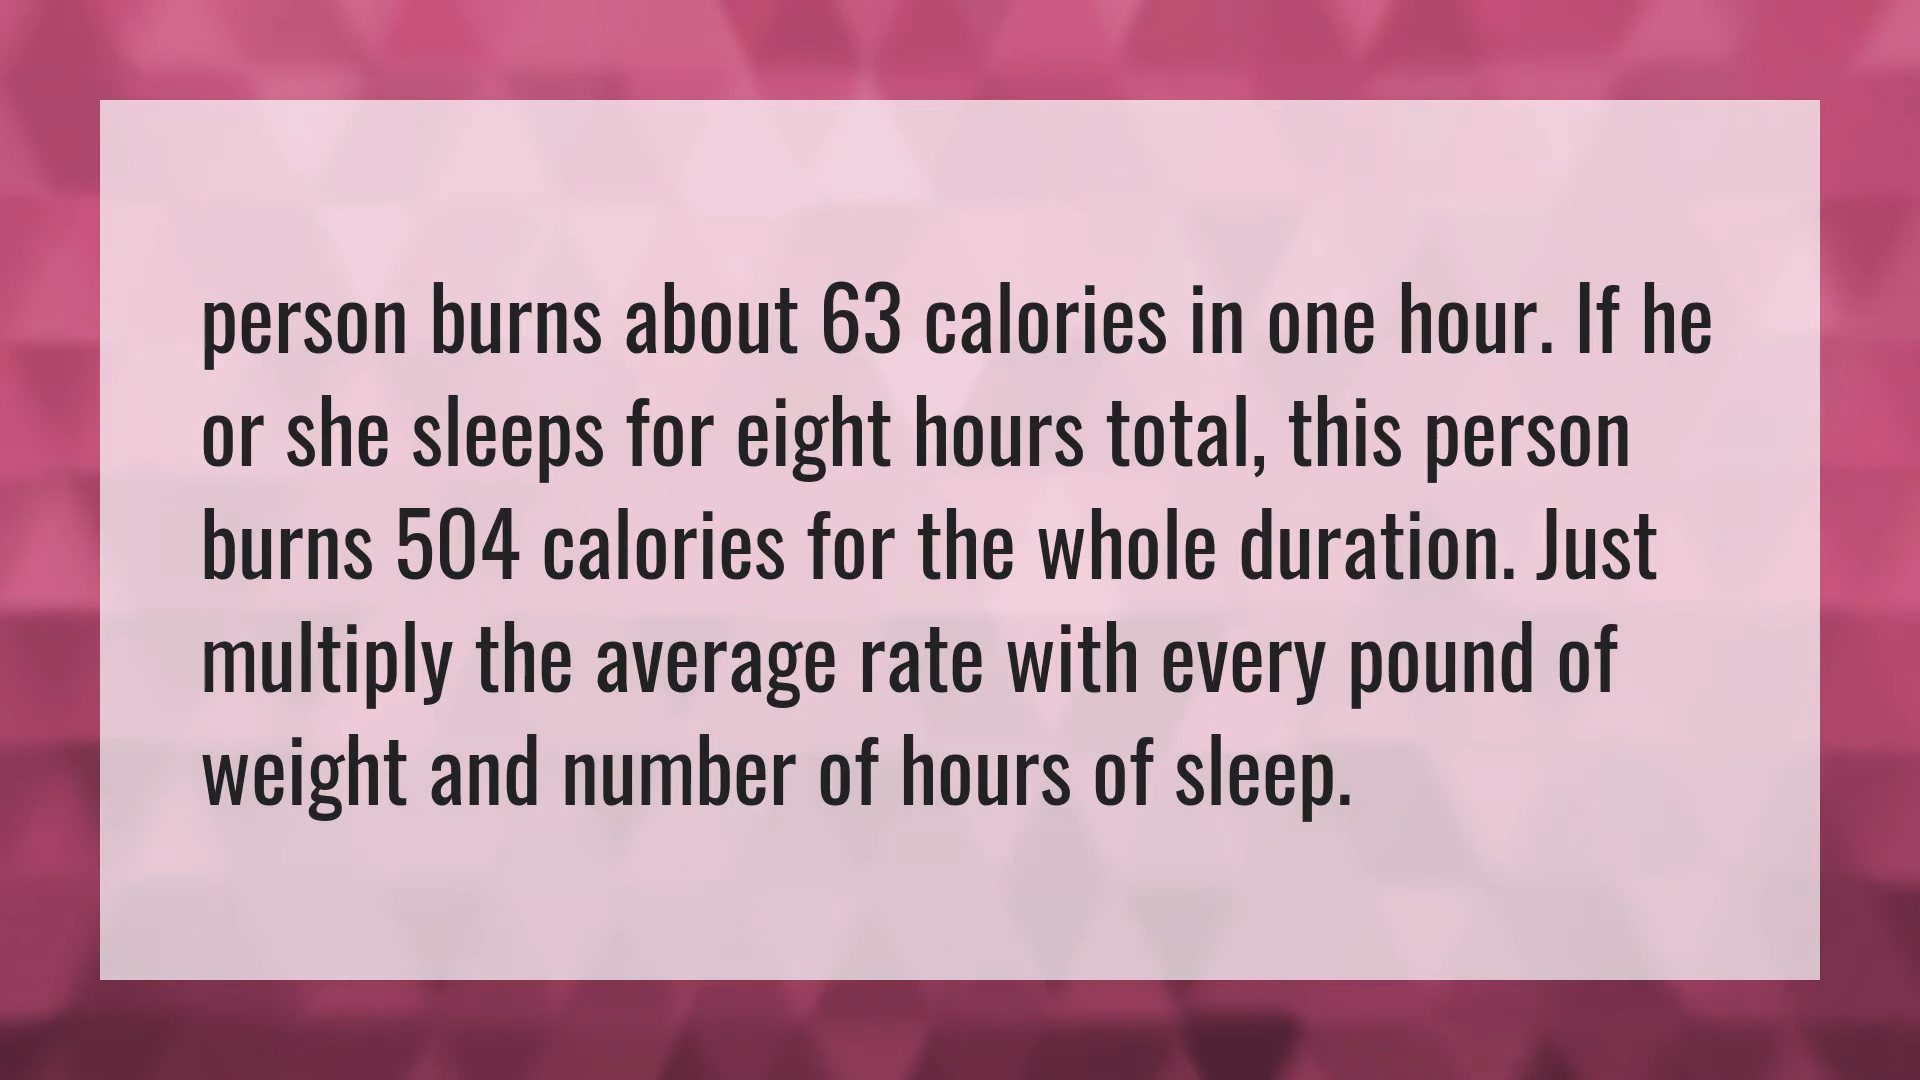 person burns about 63 calories in one hour. If he
or she sleeps for eight hours total, this person
burns 504 calories for the whole duration. Just
multiply the average rate with every pound of
weight and number of hours of sleep.